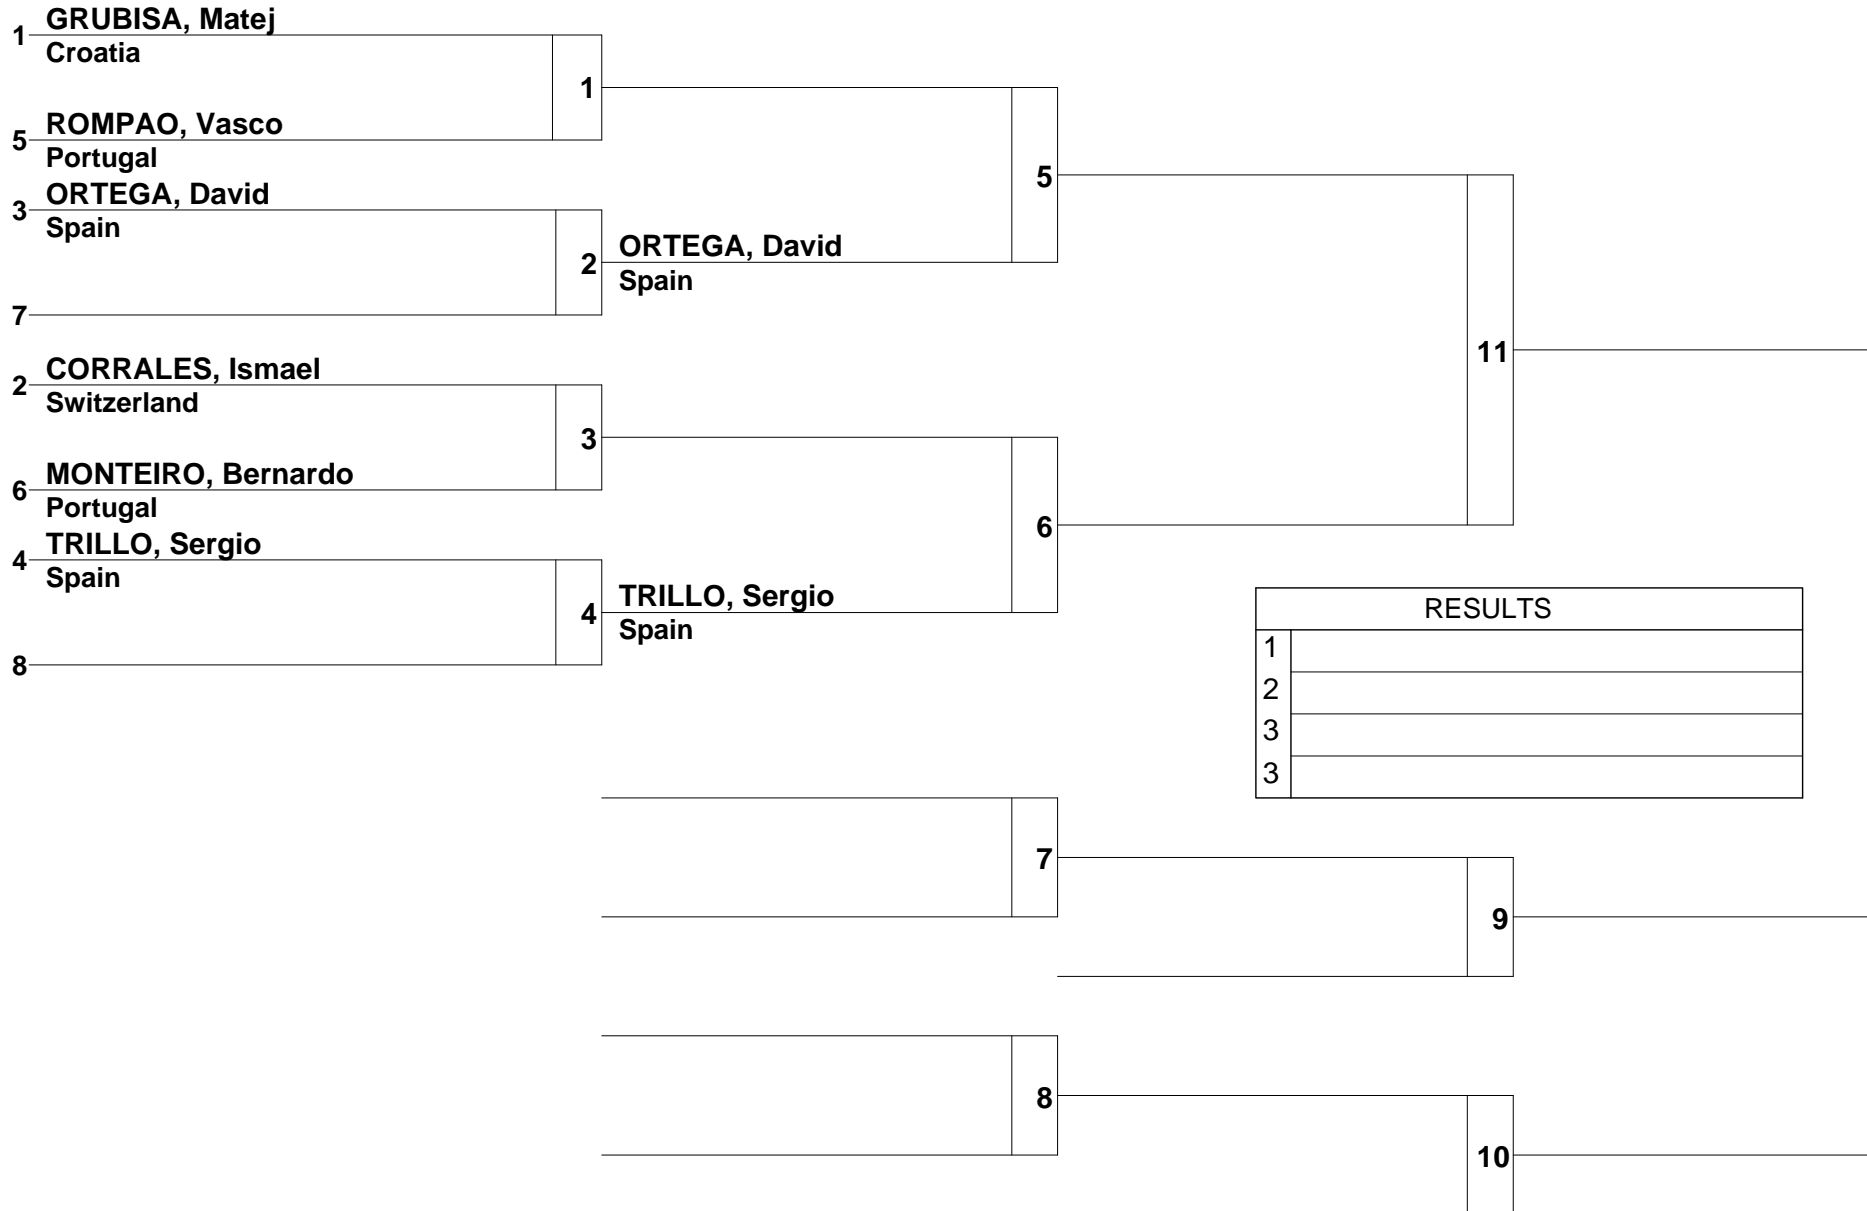 GRUBISA, Matej
1
Croatia
1
ROMPAO, Vasco
5
Portugal
5
ORTEGA, David
3
Spain
2
ORTEGA, David
Spain
7
11
CORRALES, Ismael
2
Switzerland
3
MONTEIRO, Bernardo
6
Portugal
6
TRILLO, Sergio
4
Spain
4
TRILLO, Sergio
Spain
8
RESULTS
1
2
3
3
7
9
8
10